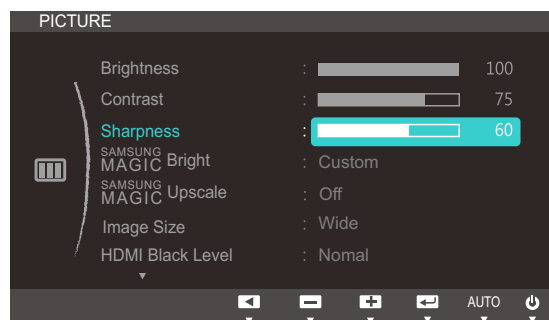 PICTURE
Brightness : 100
Contrast : 75
Sharpness : 60
SAMSUNG
MAGIC Bright : Custom
SAMSUNG
MAGIC Upscale : Off
Image Size : Wide
HDMI Black Level : Nomal
AUTO